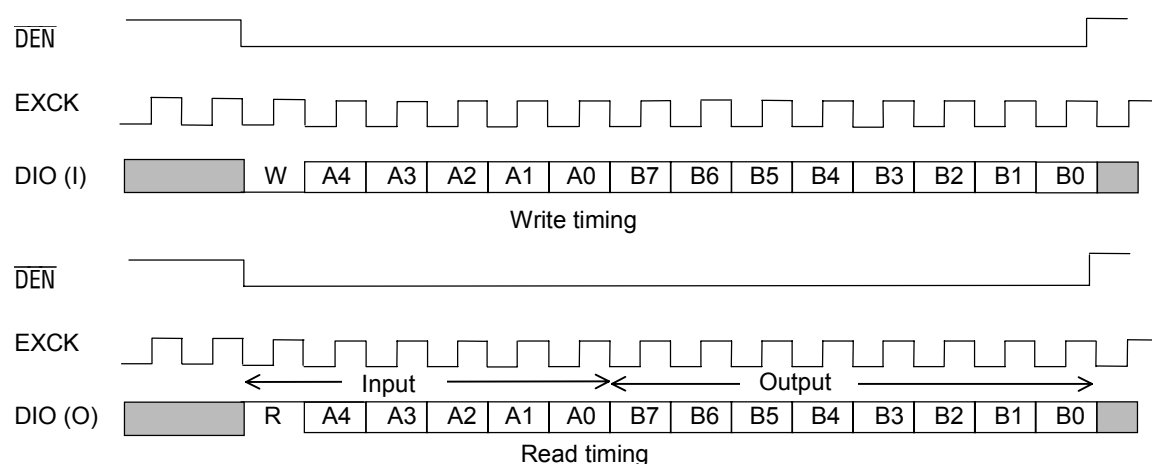 DEN
EXCK
DIO (I) W A4 A3 A2 A1 A0 B7 B6 B5 B4 B3 B2 B1 B0
Write timing
DEN
EXCK
Input Output
DIO (O) R A4 A3 A2 A1 A0 B7 B6 B5 B4 B3 B2 B1 B0
Read timing